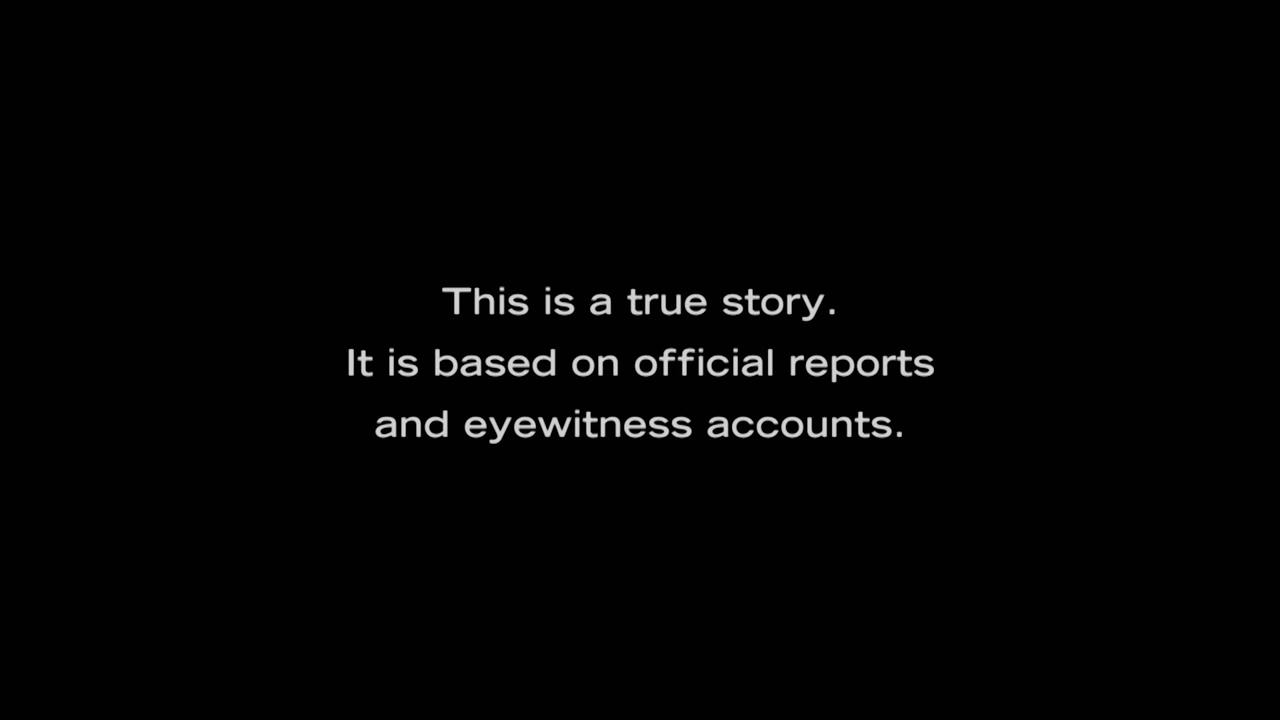 This is a true story.
It is based on official reports
and eyewitness accounts.